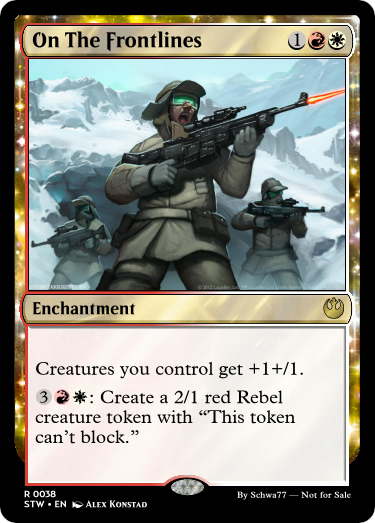 On The Frontlines 1
Enchantment
Creatures you control get +1+/1.
3: Create a 2/1 red Rebel
creature token with “This token
can’t block.”
R 0038
STW • EN Alex Konstad
By Schwa77 — Not for Sale